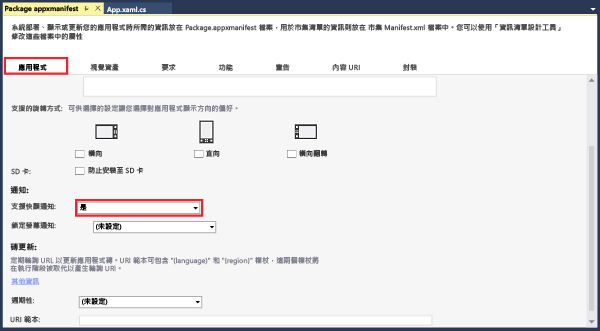 Package.appxmanifest App.xaml.cs
系統部署、顯示或更新您的應用程式時所需的資訊放在 Package.appxmanifest 檔案，用於市集清單的資訊則放在 市集 Manifest.xml 檔案中。您可以使用「資訊清單設計工具」
修改這些檔案中的屬性
應用程式 視覺資產 要求 功能 宣告 內容 URI 封裝
支援的旋轉方式: 可供選擇的設定讓您選擇對應用程式顯示方向的偏好。
橫向 直向 橫向翻轉
SD 卡: 防止安裝至 SD 卡
通知:
支援快顯通知: 是
鎖定螢幕通知: (未設定)
磚更新:
定期輪詢 URL 以更新應用程式磚。URI 範本可包含 "{language}" 和 "{region}" 權杖，這兩個權杖將
在執行階段被取代以產生輪詢 URI。
其他資訊
週期性: (未設定)
URI 範本: